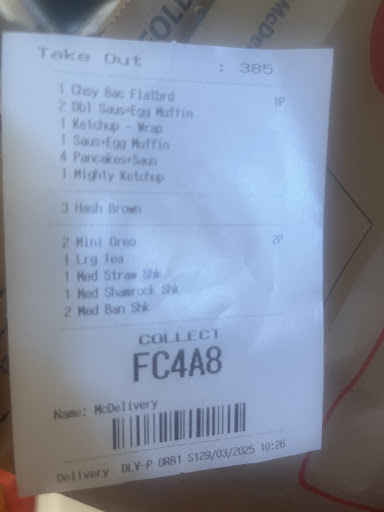 Take Out : 385
1 Chsy Bac Flatbrd 1P
2 Dbl Saus+Egg Muffin
1 Ketchup - Wrap
1 Saus+Egg Muffin
4 Pancakes+Saus
1 Mighty Ketchup
3 Hash Brown
2 Mini Oreo 2P
1 Lrg Tea
1 Med Straw Shk
1 Med Shamrock Shk
2 Med Ban Shk
COLLECT
FC4A8
Name: McDelivery
Delivery DLV-P ORB1 S129/03/2025 10:26